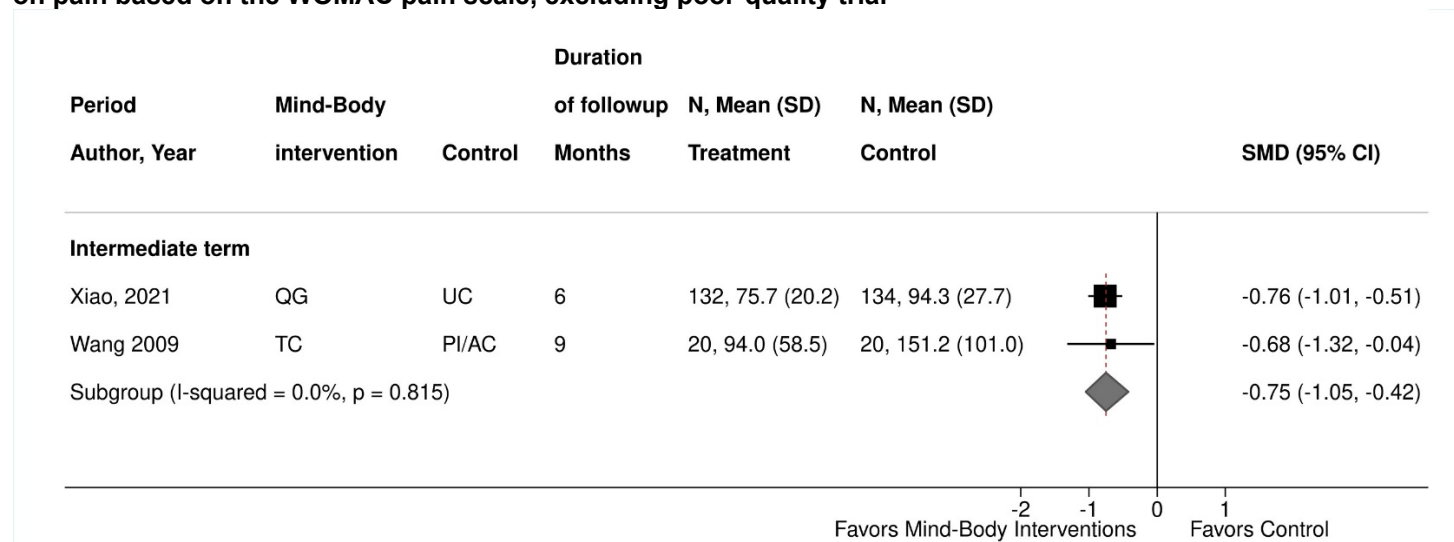 on pain based on the WOMAC pain scale, excluding poor-quality trial
Duration
Period Mind-Body of followup N, Mean (SD) N, Mean (SD)
Author, Year intervention Control Months Treatment Control SMD (95% CI)
Intermediate term
Xiao, 2021 QG UC 6 132, 75.7 (20.2) 134, 94.3 (27.7) -0.76 (-1.01, -0.51)
Wang 2009 TC PI/AC 9 20, 94.0 (58.5) 20, 151.2 (101.0) -0.68 (-1.32, -0.04)
Subgroup (I-squared = 0.0%, p = 0.815) -0.75 (-1.05, -0.42)
-2 -1 0 1
Favors Mind-Body Interventions Favors Control